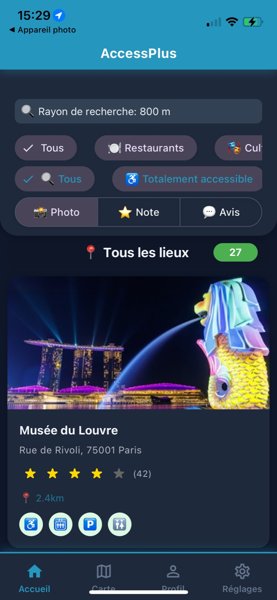 15:29
◀ Appareil photo
AccessPlus
🔍 Rayon de recherche: 800 m
✓ Tous 🍽️ Restaurants 🎭 Cul
✓ 🔍 Tous ♿ Totalement accessible
📸 Photo ⭐ Note 💬 Avis
📍 Tous les lieux 27
Musée du Louvre
Rue de Rivoli, 75001 Paris
(42)
📍 2.4km
Accueil Carte Profil Réglages